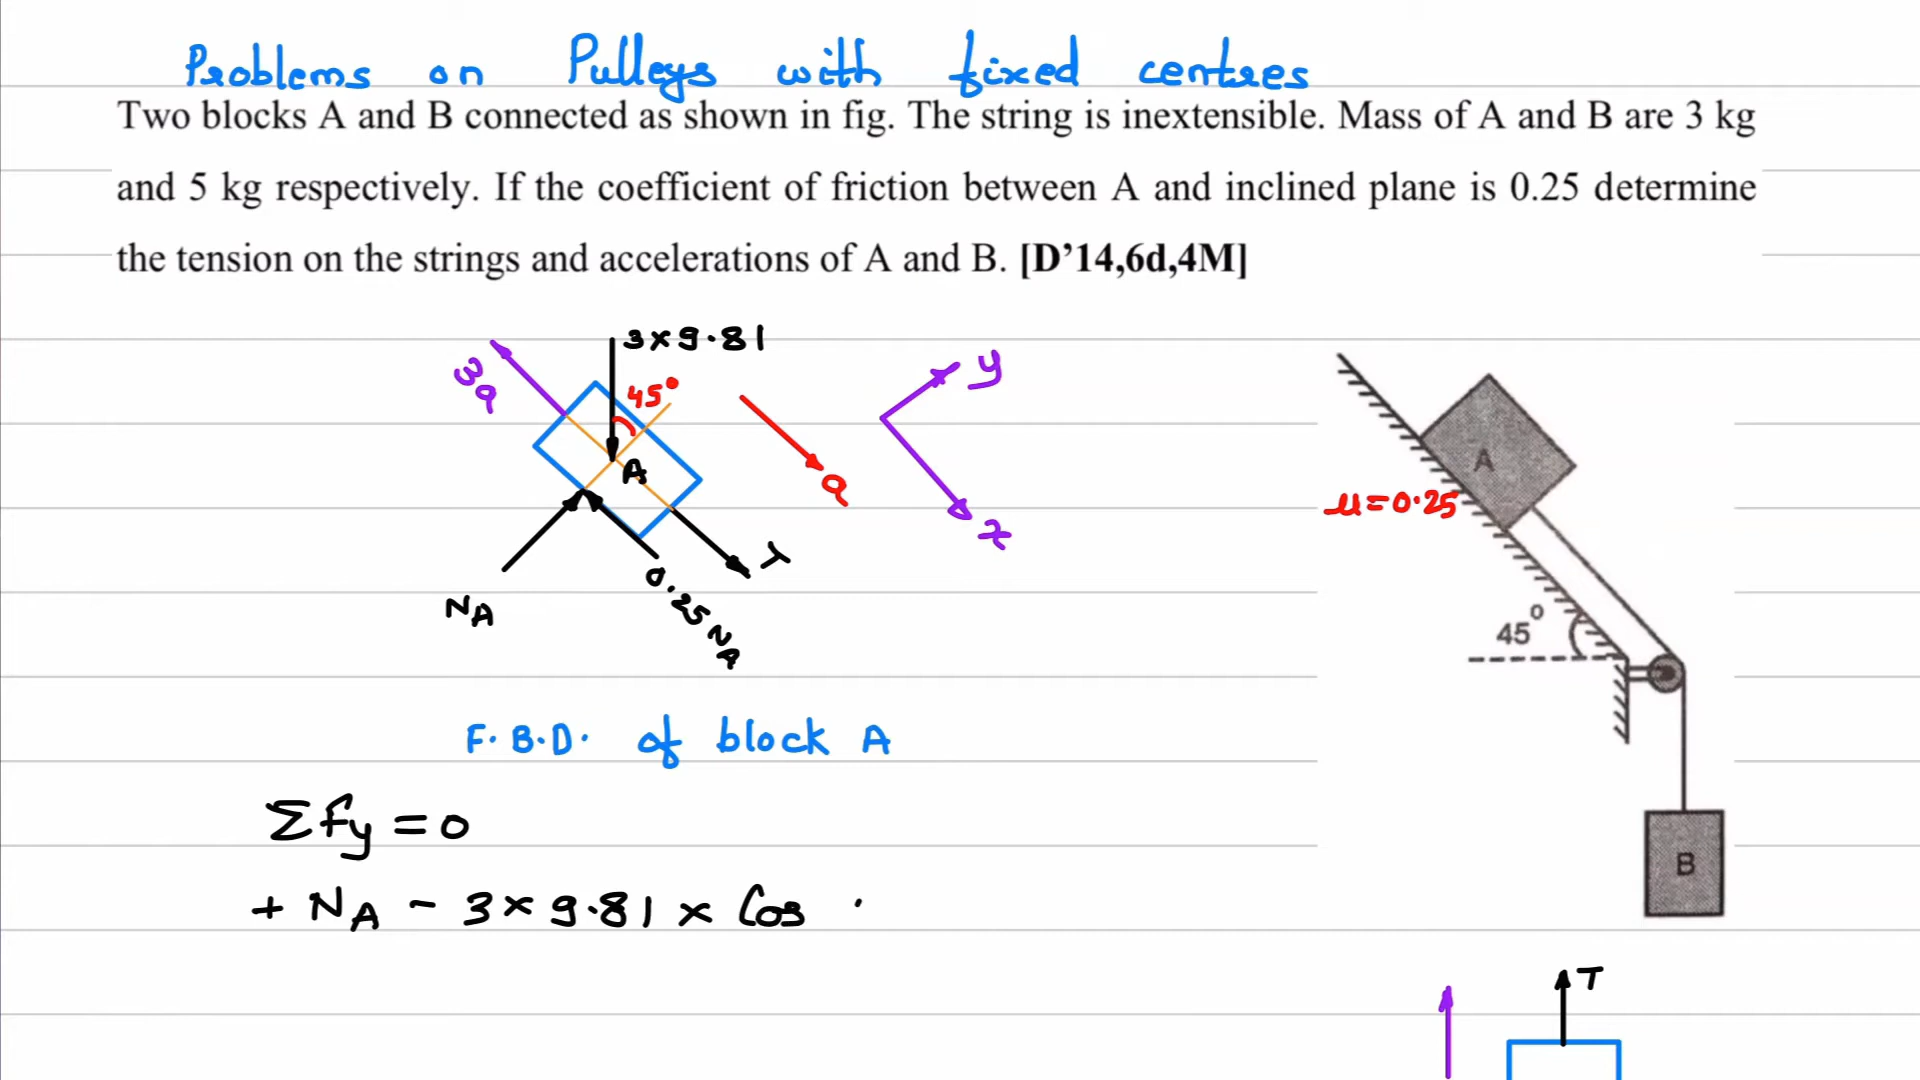 Problems on Pulleys with fixed centres
Two blocks A and B connected as shown in fig. The string is inextensible. Mass of A and B are 3 kg
and 5 kg respectively. If the coefficient of friction between A and inclined plane is 0.25 determine
the tension on the strings and accelerations of A and B. [D’14,6d,4M]
3×9.81
3a
45°
y
A
a
A
μ=0.25
x
T
0.25 NA
NA
45°
F.B.D. of block A
Σfy = 0
B
+ NA - 3×9.81 × Cos
T